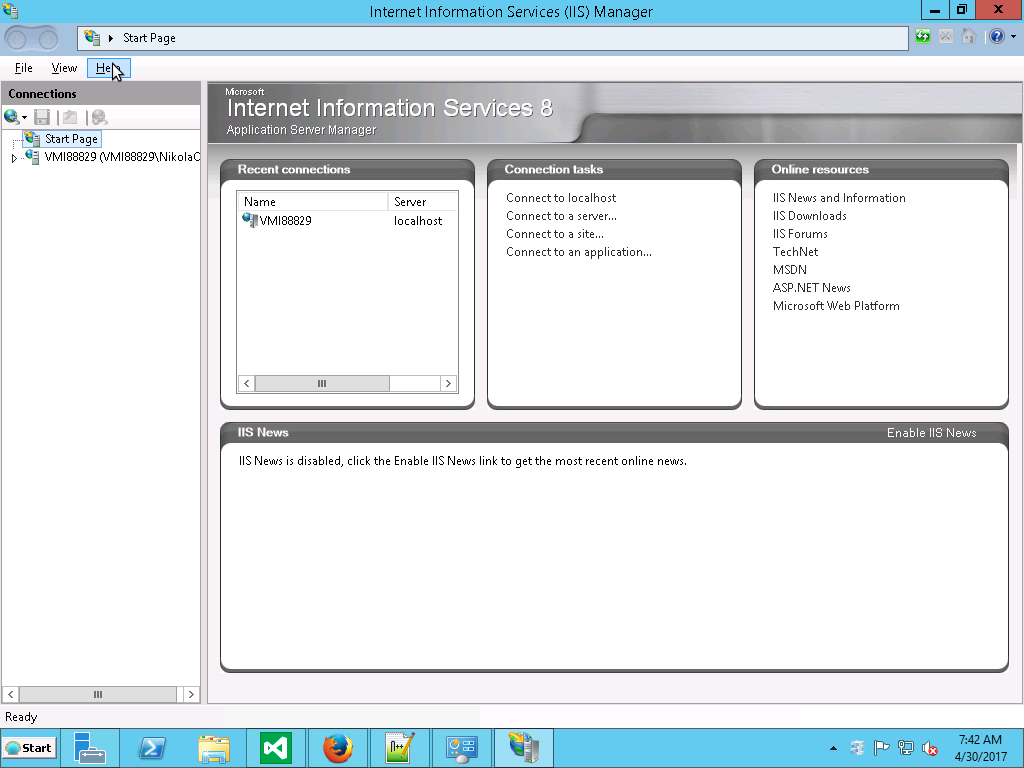 Internet Information Services (IIS) Manager
Start Page
File View Help
Connections
Start Page
VMI88829 (VMI88829\NikolaC
Microsoft
Internet Information Services 8
Application Server Manager
Recent connections
Name Server
VMI88829 localhost
Connection tasks
Connect to localhost
Connect to a server...
Connect to a site...
Connect to an application...
Online resources
IIS News and Information
IIS Downloads
IIS Forums
TechNet
MSDN
ASP.NET News
Microsoft Web Platform
IIS News Enable IIS News
IIS News is disabled, click the Enable IIS News link to get the most recent online news.
Ready
Start
7:42 AM
4/30/2017